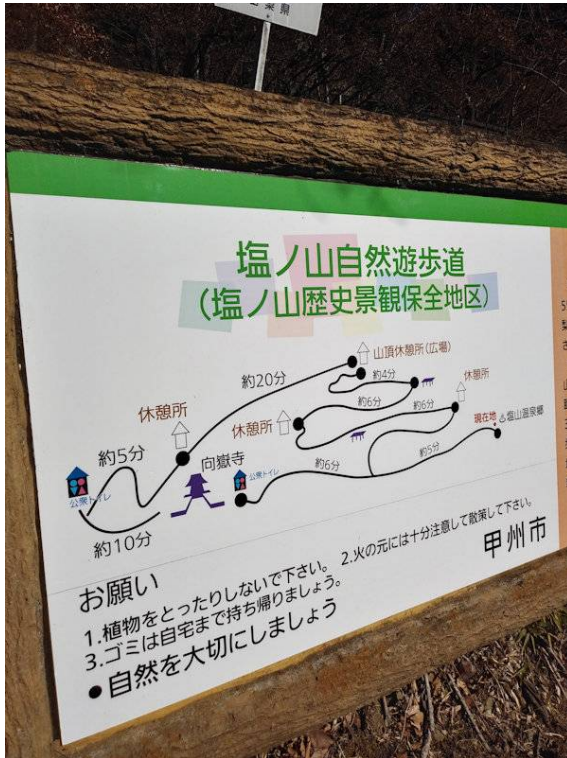 梨県
塩ノ山自然遊歩道
（塩ノ山歴史景観保全地区）
山頂休憩所（広場）
約20分
約4分
休憩所
休憩所
約6分
約6分
休憩所
現在地
塩山温泉郷
約5分
向嶽寺
公衆トイレ
約6分
約5分
公衆トイレ
約10分
お願い
1.植物をとったりしないで下さい。 2.火の元には十分注意して散策して下さい。
3.ゴミは自宅まで持ち帰りましょう。
●自然を大切にしましょう
甲州市